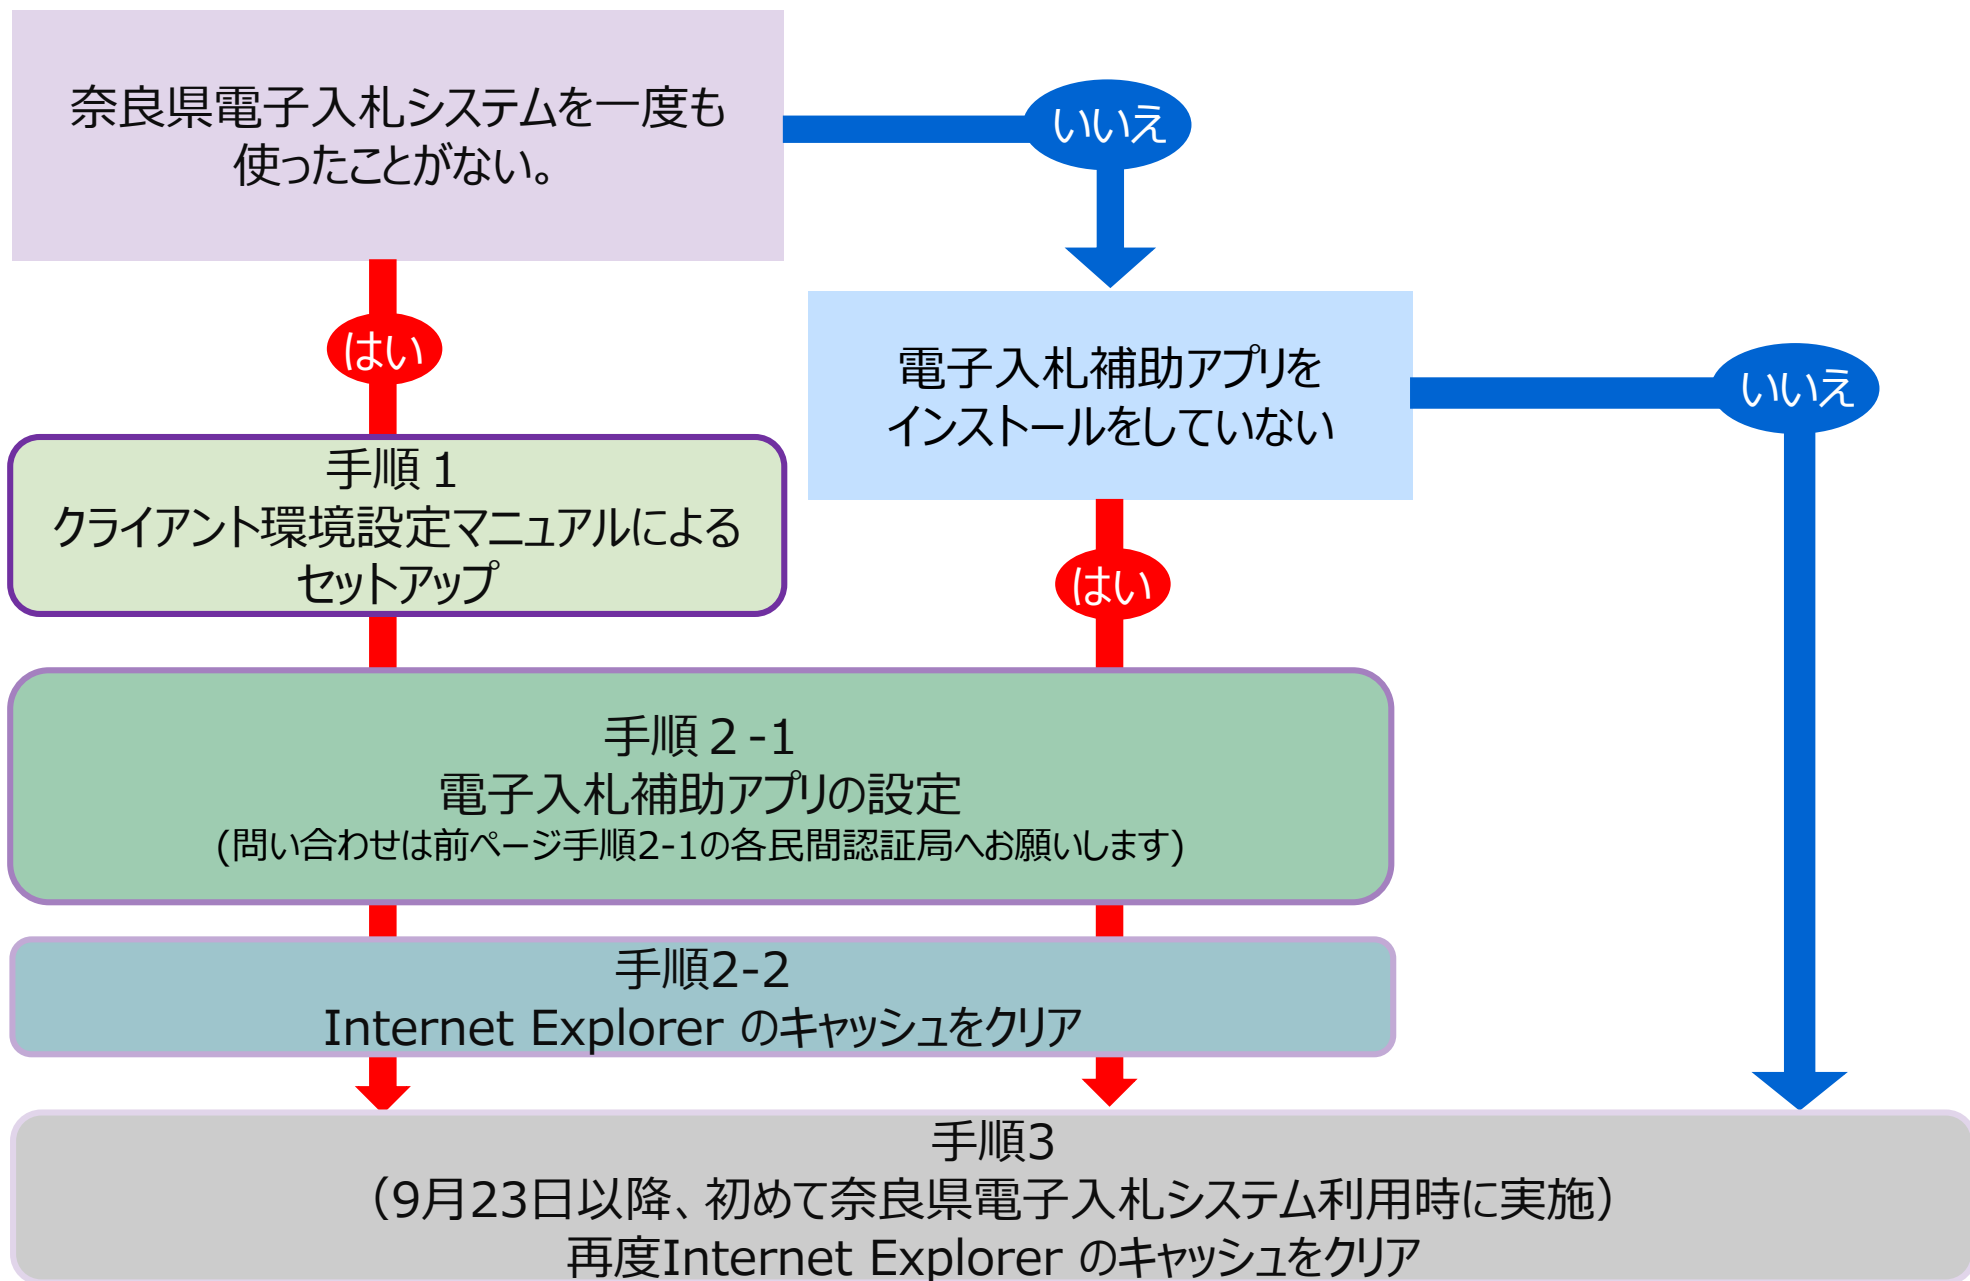 奈良県電子入札システムを一度も
使ったことがない。
いいえ
はい
電子入札補助アプリを
インストールをしていない
いいえ
はい
手順１
クライアント環境設定マニュアルによる
セットアップ
手順２-1
電子入札補助アプリの設定
(問い合わせは前ページ手順2-1の各民間認証局へお願いします)
手順2-2
Internet Explorer のキャッシュをクリア
手順3
（9月23日以降、初めて奈良県電子入札システム利用時に実施）
再度Internet Explorer のキャッシュをクリア